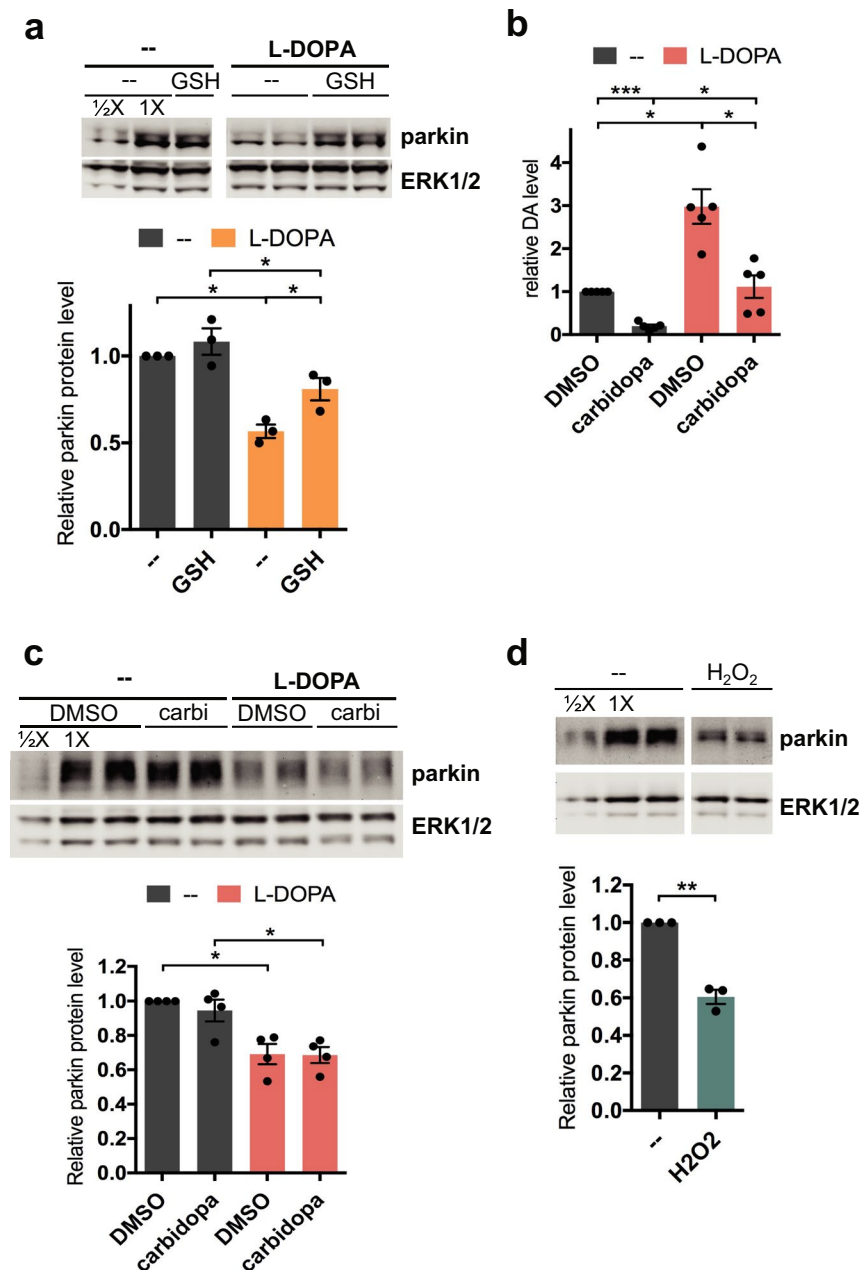 a
-- L-DOPA
-- GSH -- GSH
½X 1X
parkin
ERK1/2
-- L-DOPA
* 
* *
Relative parkin protein level
1.0
0.5
0.0
-- GSH -- GSH
b
-- L-DOPA
*** *
* *
relative DA level
4
3
2
1
0
DMSO carbidopa DMSO carbidopa
c
-- L-DOPA
DMSO carbi DMSO carbi
½X 1X
parkin
ERK1/2
-- L-DOPA
*
*
Relative parkin protein level
1.2
1.0
0.8
0.6
0.4
0.2
0.0
DMSO carbidopa DMSO carbidopa
d
-- H₂O₂
½X 1X
parkin
ERK1/2
**
Relative parkin protein level
1.2
1.0
0.8
0.6
0.4
0.2
0.0
-- H2O2